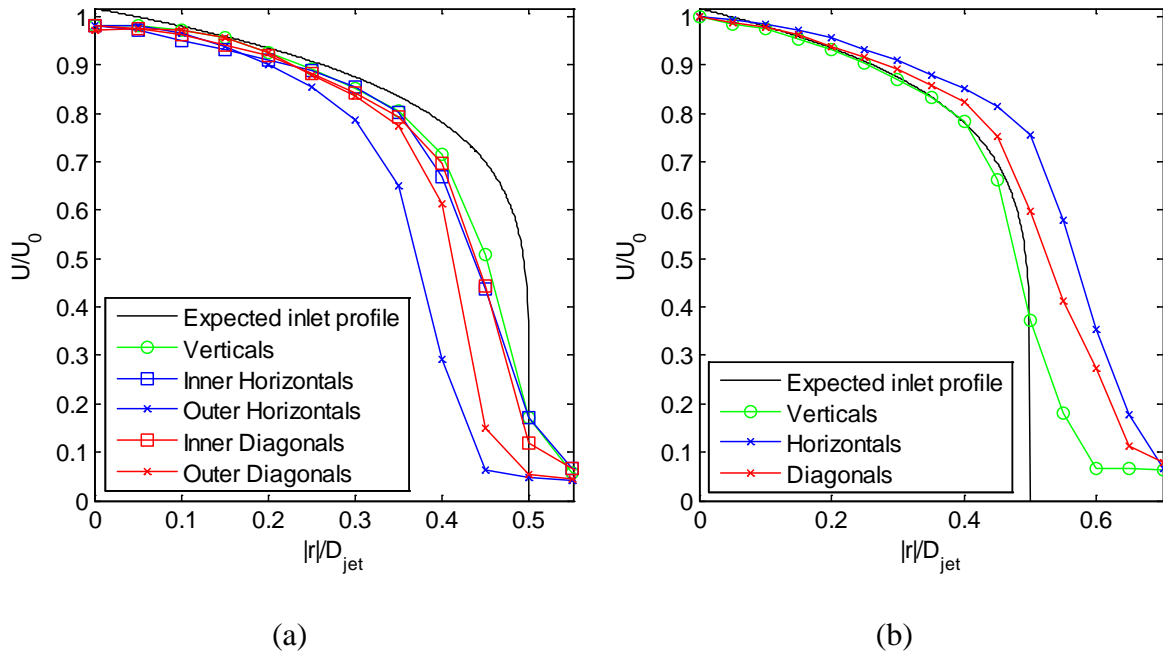 1
0.9
0.8
0.7
0.6
0.5
0.4
0.3
0.2
0.1
0
U/U0
Expected inlet profile
Verticals
Inner Horizontals
Outer Horizontals
Inner Diagonals
Outer Diagonals
0 0.1 0.2 0.3 0.4 0.5
|r|/Djet
(a)
1
0.9
0.8
0.7
0.6
0.5
0.4
0.3
0.2
0.1
0
U/U0
Expected inlet profile
Verticals
Horizontals
Diagonals
0 0.2 0.4 0.6
|r|/Djet
(b)